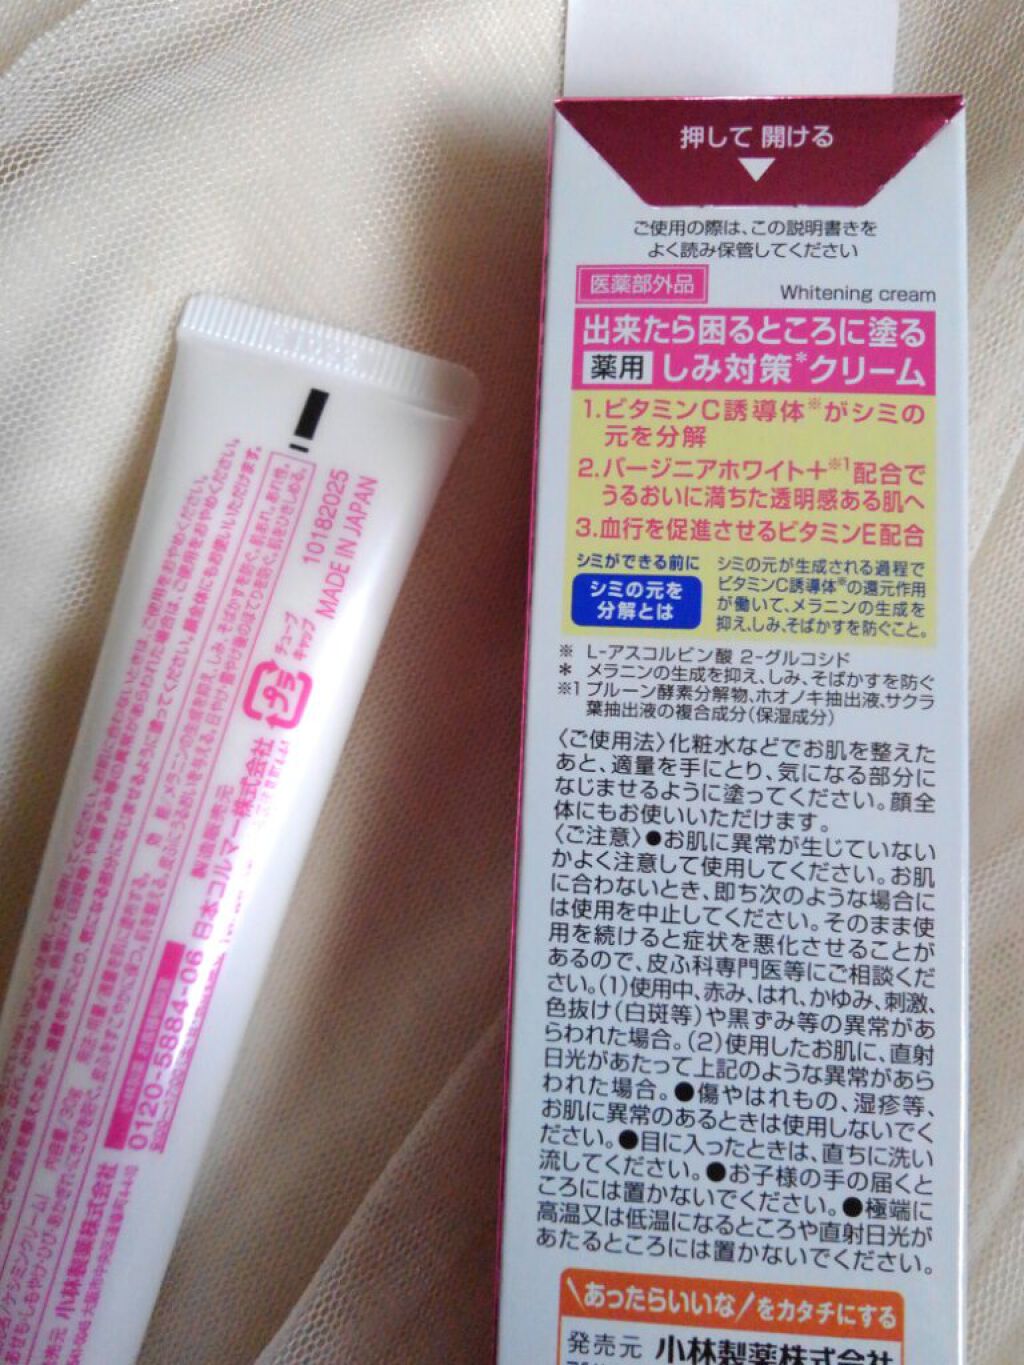 押して 開ける
ご使用の際は、この説明書きを
よく読み保管してください
医薬部外品
Whitening cream
出来たら困るところに塗る
薬用 しみ対策*クリーム
1.ビタミンC誘導体※がシミの
元を分解
2.バージニアホワイト+※1配合で
うるおいに満ちた透明感ある肌へ
3.血行を促進させるビタミンE配合
シミができる前に
シミの元を
分解とは
シミの元が生成される過程で
ビタミンC誘導体※の還元作用
が働いて、メラニンの生成を
抑え、しみ、そばかすを防ぐこと。
※ L-アスコルビン酸 2-グルコシド
* メラニンの生成を抑え、しみ、そばかすを防ぐ
※1 プルーン酵素分解物、ホオノキ抽出液、サクラ
葉抽出液の複合成分(保湿成分)
〈ご使用法〉化粧水などでお肌を整えた
あと、適量を手にとり、気になる部分に
なじませるように塗ってください。顔全
体にもお使いいただけます。
〈ご注意〉●お肌に異常が生じていない
かよく注意して使用してください。お肌
に合わないとき、即ち次のような場合に
は使用を中止してください。そのまま使
用を続けると症状を悪化させることが
あるので、皮ふ科専門医等にご相談くだ
さい。(1)使用中、赤み、はれ、かゆみ、刺激、
色抜け(白斑等)や黒ずみ等の異常があ
らわれた場合。(2)使用したお肌に、直射
日光があたって上記のような異常があら
われた場合。●傷やはれもの、湿疹等、
お肌に異常のあるときは使用しないでく
ださい。●目に入ったときは、直ちに洗い
流してください。●お子様の手の届くと
ころには置かないでください。●極端に
高温又は低温になるところや直射日光が
あたるところには置かないでください。
あったらいいな をカタチにする
発売元 小林製薬株式会社
10182025
MADE IN JAPAN
プラ
チューブ
キャップ
製造販売元
日本コルマー株式会社
0120-5884-06
内容量/30g
発売元 小林製薬株式会社